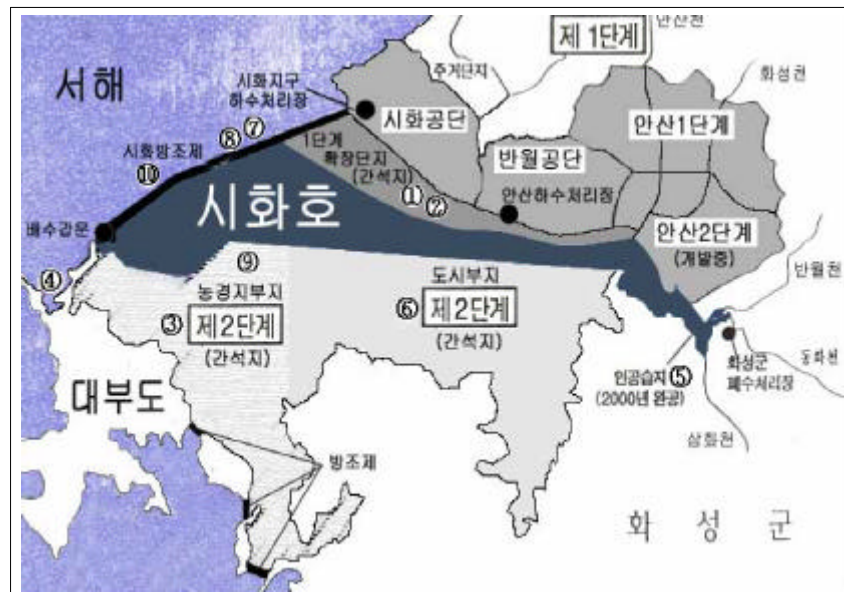 제 1단계
안산천
서해
시화지구
하수처리장
주거단지
화성천
시화공단
안산1단계
⑧ ⑦
시화방조제
⑩
1단계
확장단지
(간석지)
반월공단
① ②
안산하수처리장
시화호
배수갑문
안산2단계
(개발중)
④
⑨
농경지부지
③ 제2단계
(간석지)
도시부지
⑥ 제2단계
(간석지)
반월천
동화천
인공습지 ⑤
(2000년 완공)
화성군
폐수처리장
대부도
삼화천
방조제
화 성 군